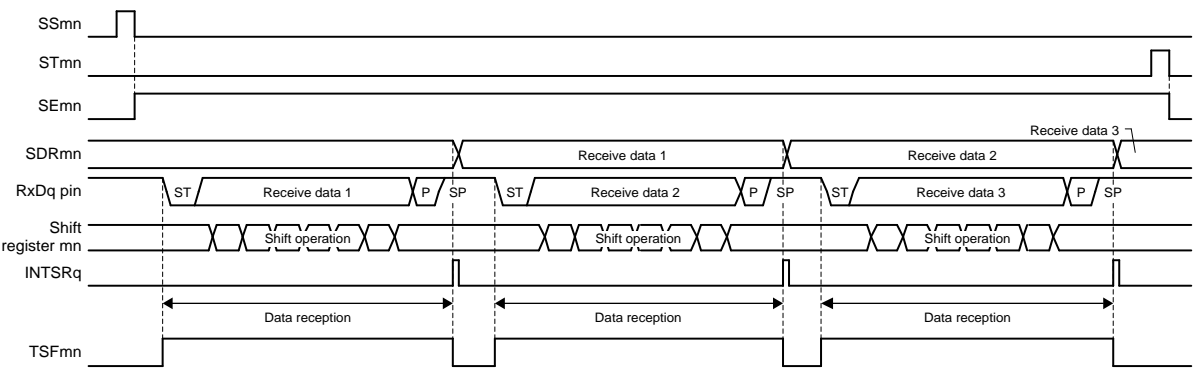 SSmn
STmn
SEmn
Receive data 3
SDRmn Receive data 1 Receive data 2
RxDq pin ST Receive data 1 P SP ST Receive data 2 P SP ST Receive data 3 P SP
Shift
register mn Shift operation Shift operation Shift operation
INTSRq
Data reception Data reception Data reception
TSFmn